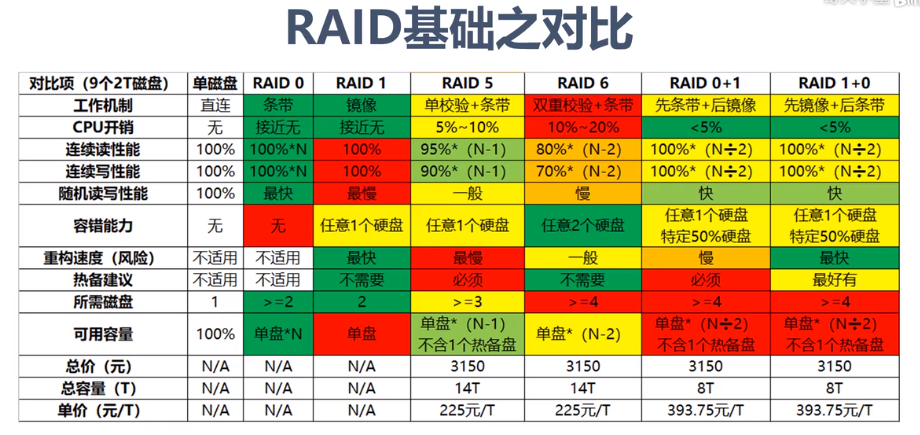 RAID基础之对比
对比项（9个2T磁盘） 单磁盘 RAID 0 RAID 1 RAID 5 RAID 6 RAID 0+1 RAID 1+0
工作机制 直连 条带 镜像 单校验+条带 双重校验+条带 先条带+后镜像 先镜像+后条带
CPU开销 无 接近无 接近无 5%~10% 10%~20% <5% <5%
连续读性能 100% 100%*N 100% 95%*（N-1） 80%*（N-2） 100%*（N÷2） 100%*（N÷2）
连续写性能 100% 100%*N 100% 90%*（N-1） 70%*（N-2） 100%*（N÷2） 100%*（N÷2）
随机读写性能 100% 最快 最慢 一般 慢 快 快
容错能力 无 无 任意1个硬盘 任意1个硬盘 任意2个硬盘 任意1个硬盘 任意1个硬盘
特定50%硬盘 特定50%硬盘
重构速度（风险） 不适用 不适用 最快 最慢 一般 慢 最快
热备建议 不适用 不适用 不需要 必须 不需要 必须 最好有
所需磁盘 1 >=2 2 >=3 >=4 >=4 >=4
可用容量 100% 单盘*N 单盘 单盘*（N-1） 单盘*（N-2） 单盘*（N÷2） 单盘*（N÷2）
不含1个热备盘 不含1个热备盘 不含1个热备盘
总价（元） N/A N/A N/A 3150 3150 3150 3150
总容量（T） N/A N/A N/A 14T 14T 8T 8T
单价（元/T） N/A N/A N/A 225元/T 225元/T 393.75元/T 393.75元/T